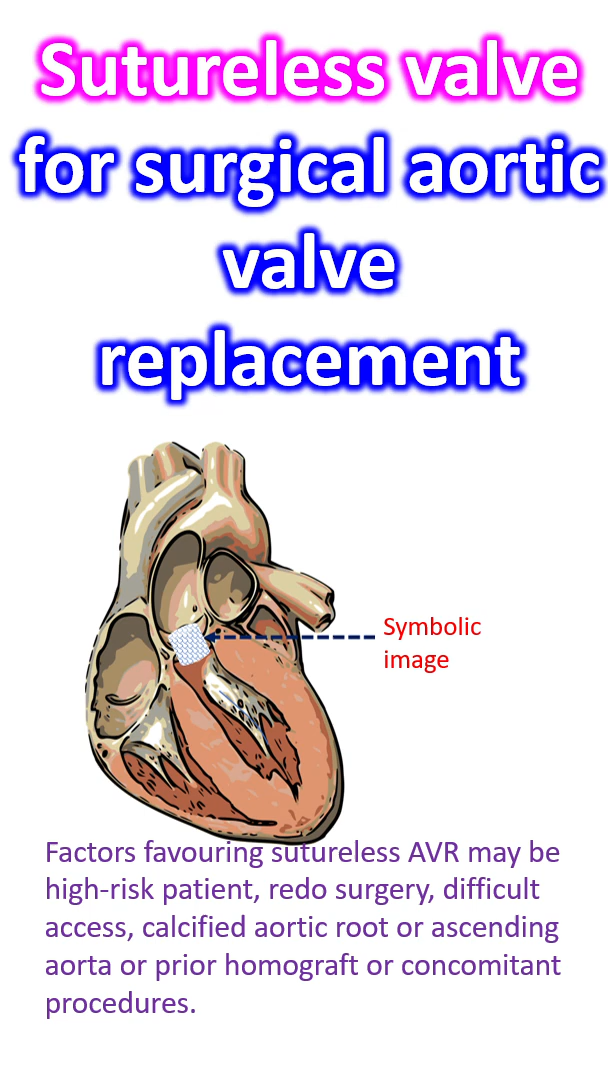 Sutureless valve
for surgical aortic
valve
replacement
Symbolic
image
Factors favouring sutureless AVR may be
high-risk patient, redo surgery, difficult
access, calcified aortic root or ascending
aorta or prior homograft or concomitant
procedures.